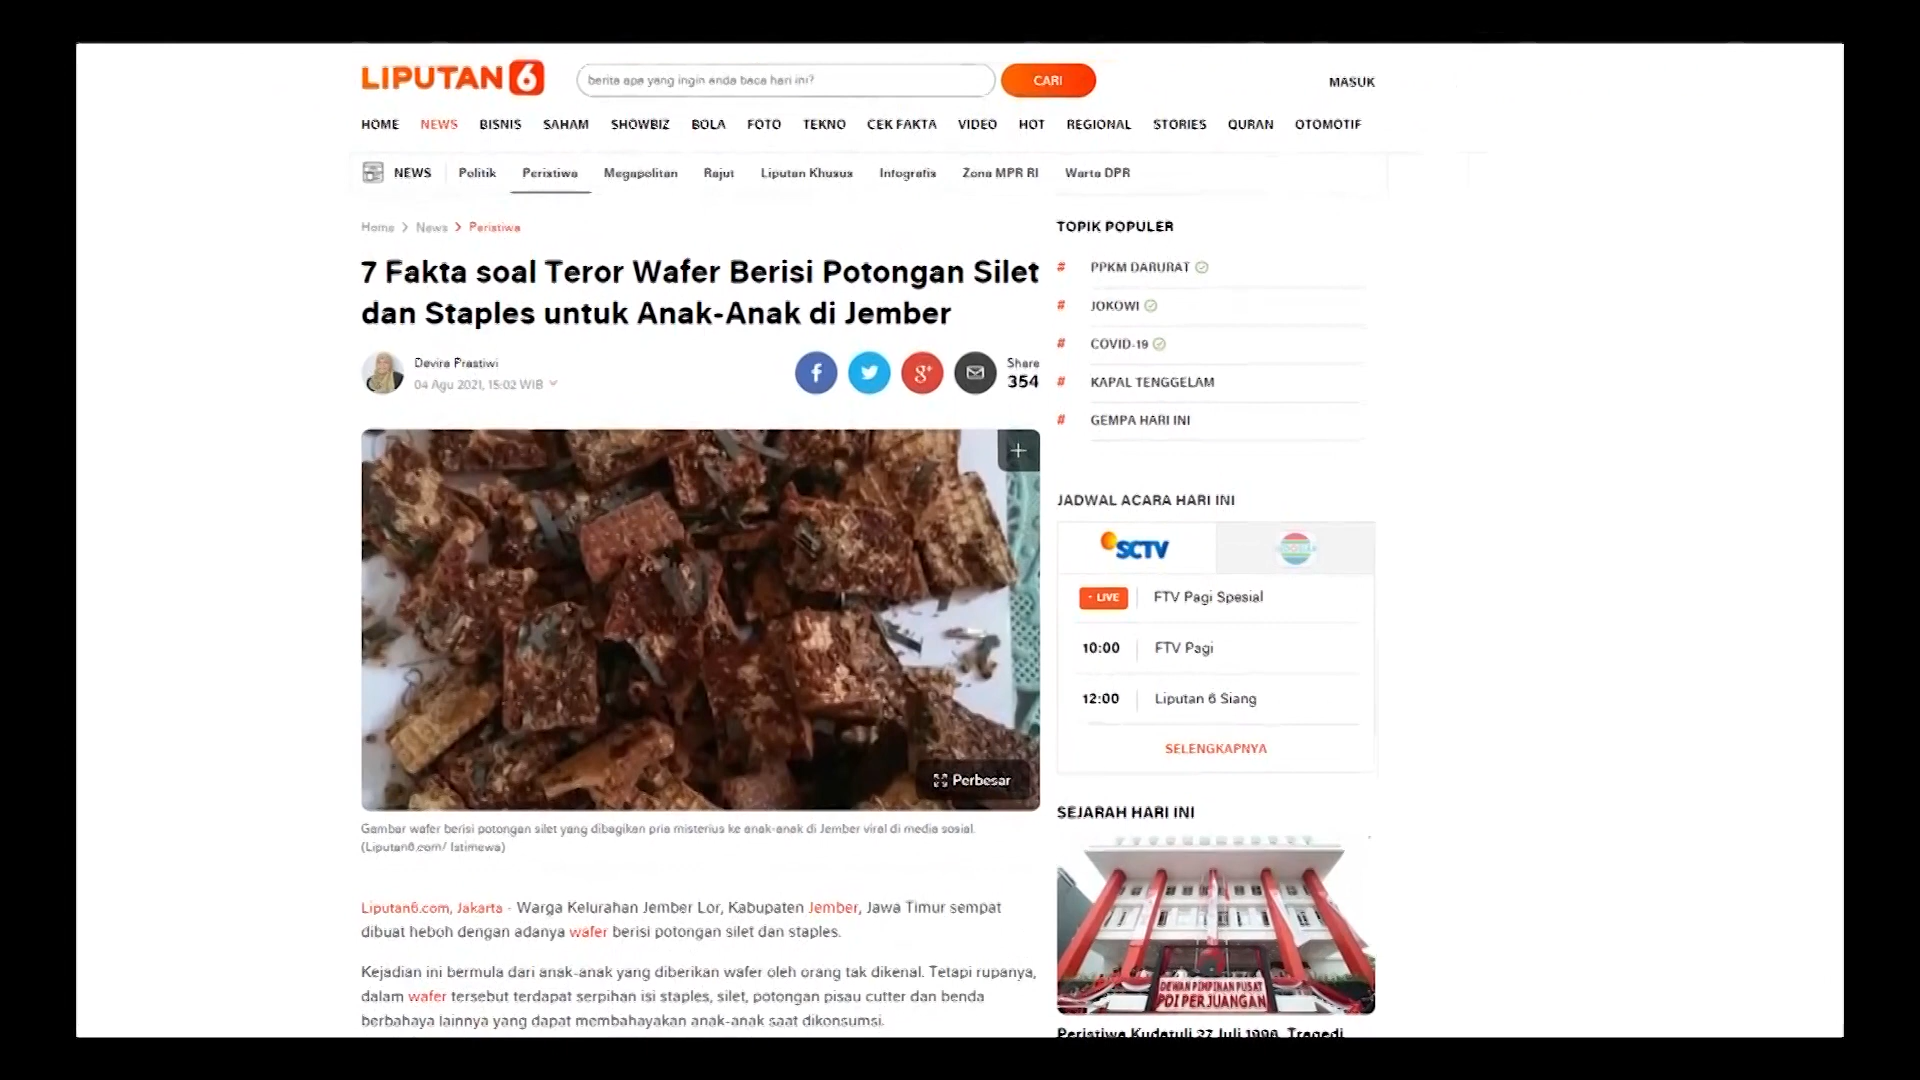 LIPUTAN 6
berita apa yang ingin anda baca hari ini?
CARI
MASUK
HOME NEWS BISNIS SAHAM SHOWBIZ BOLA FOTO TEKNO CEK FAKTA VIDEO HOT REGIONAL STORIES QURAN OTOMOTIF
NEWS Politik Peristiwa Megapolitan Rajut Liputan Khusus Infografis Zona MPR RI Warta DPR
Home > News > Peristiwa
7 Fakta soal Teror Wafer Berisi Potongan Silet
dan Staples untuk Anak-Anak di Jember
Devira Prastiwi
04 Agu 2021, 15:02 WIB
Share
354
Perbesar
Gambar wafer berisi potongan silet yang dibagikan pria misterius ke anak-anak di Jember viral di media sosial.
(Liputan6.com/ Istimewa)
Liputan6.com, Jakarta - Warga Kelurahan Jember Lor, Kabupaten Jember, Jawa Timur sempat
dibuat heboh dengan adanya wafer berisi potongan silet dan staples.
Kejadian ini bermula dari anak-anak yang diberikan wafer oleh orang tak dikenal. Tetapi rupanya,
dalam wafer tersebut terdapat serpihan isi staples, silet, potongan pisau cutter dan benda
berbahaya lainnya yang dapat membahayakan anak-anak saat dikonsumsi.
TOPIK POPULER
# PPKM DARURAT
# JOKOWI
# COVID-19
# KAPAL TENGGELAM
# GEMPA HARI INI
JADWAL ACARA HARI INI
SCTV
LIVE FTV Pagi Spesial
10:00 FTV Pagi
12:00 Liputan 6 Siang
SELENGKAPNYA
SEJARAH HARI INI
DEWAN PIMPINAN PUSAT
PDI PERJUANGAN
Peristiwa Kudatuli 27 Juli 1996, Tragedi